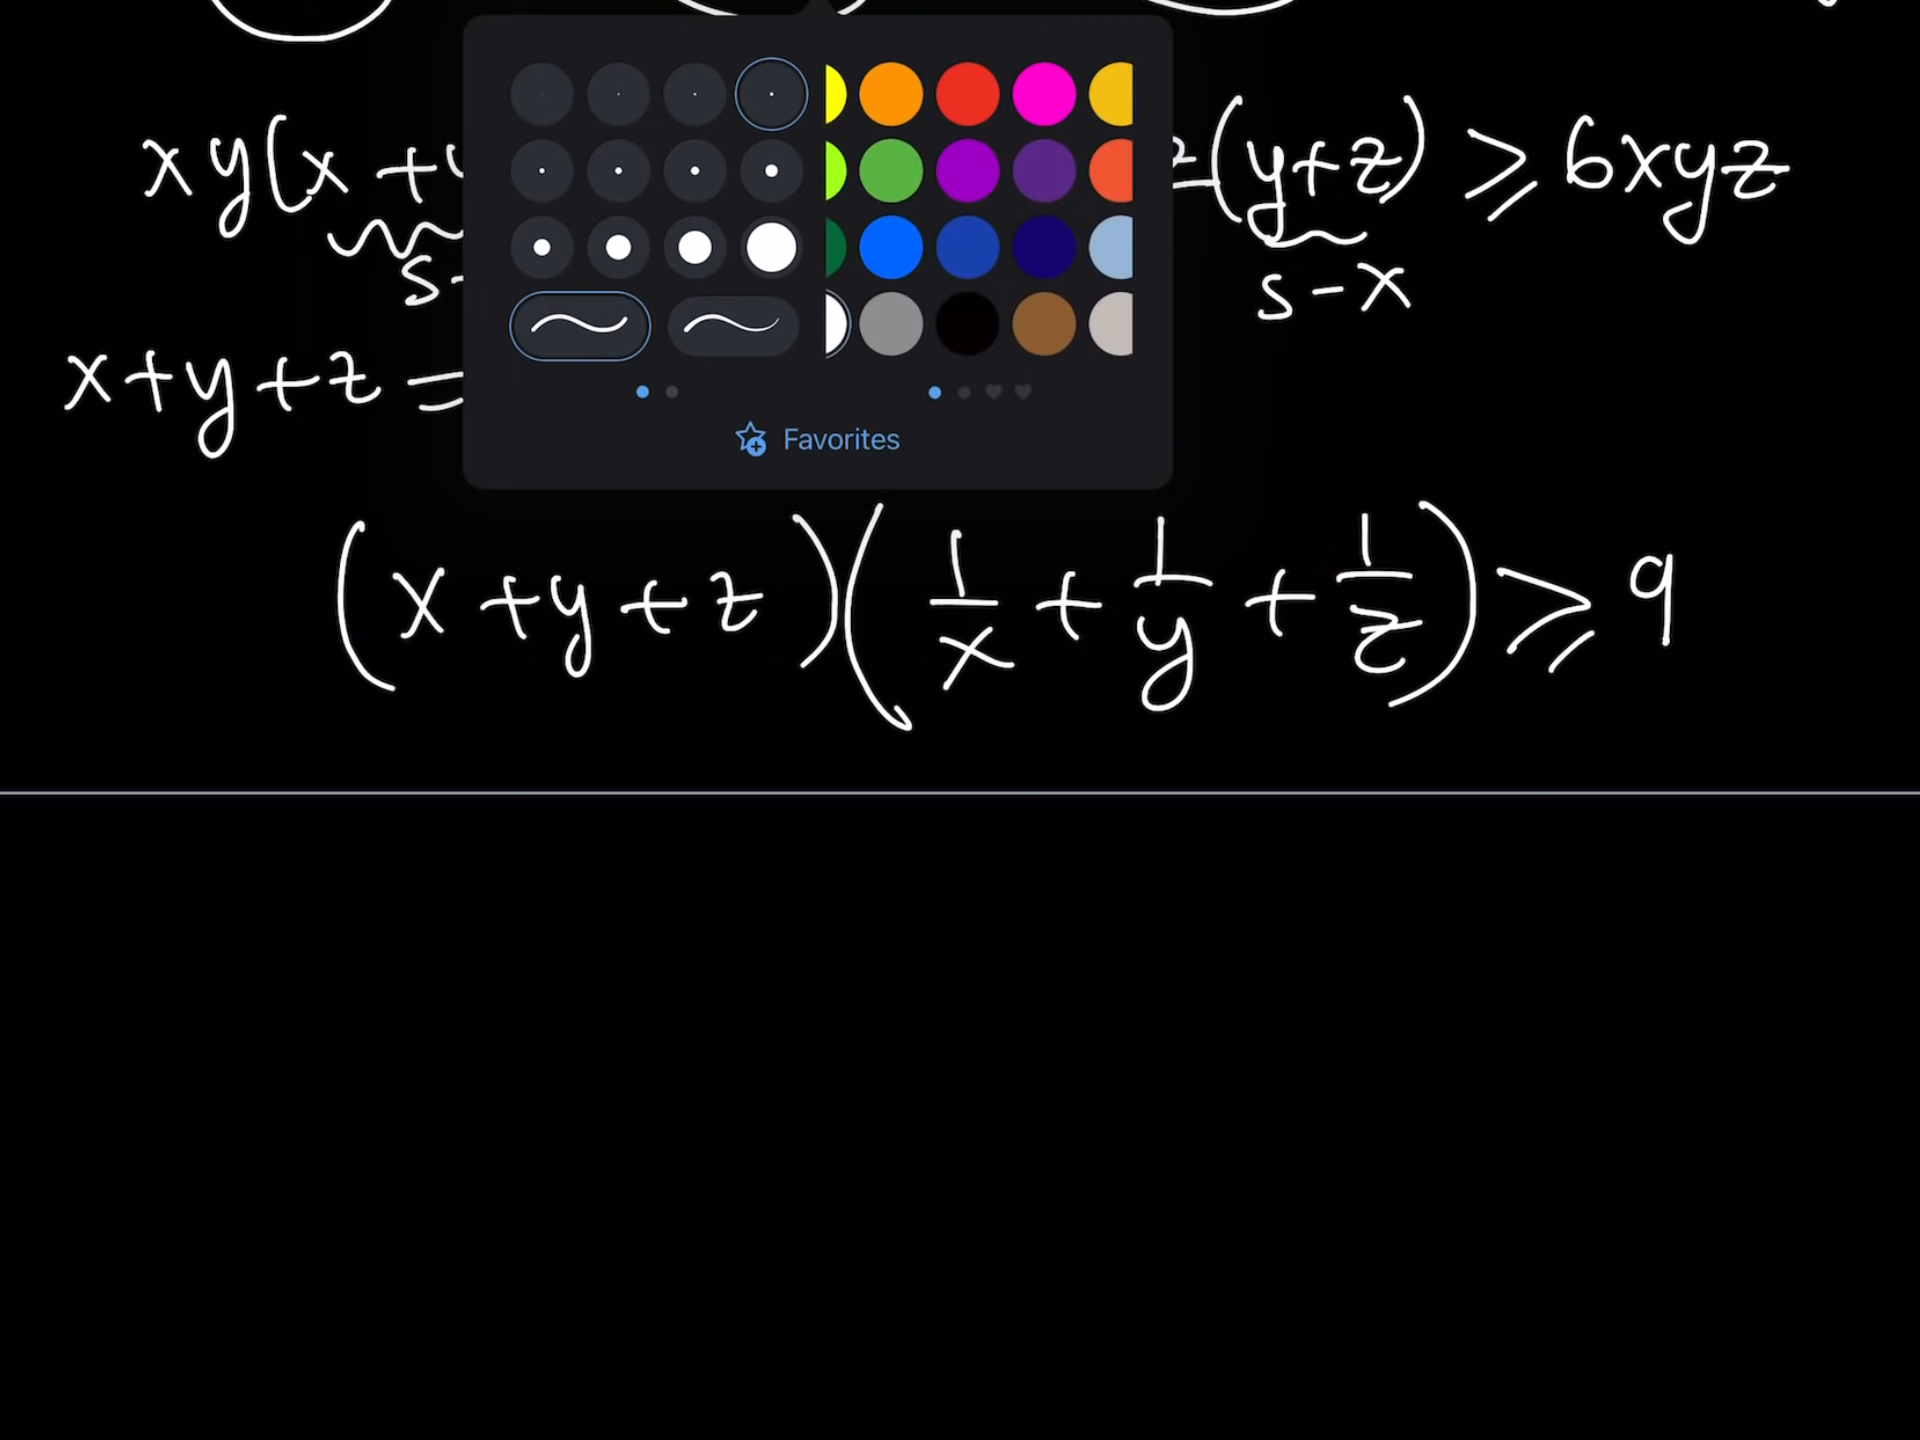 xy(x + z(y+z) ≥ 6xyz
s- s-x
x+y+z =
Favorites
(x+y+z)(1/x + 1/y + 1/z) ≥ 9